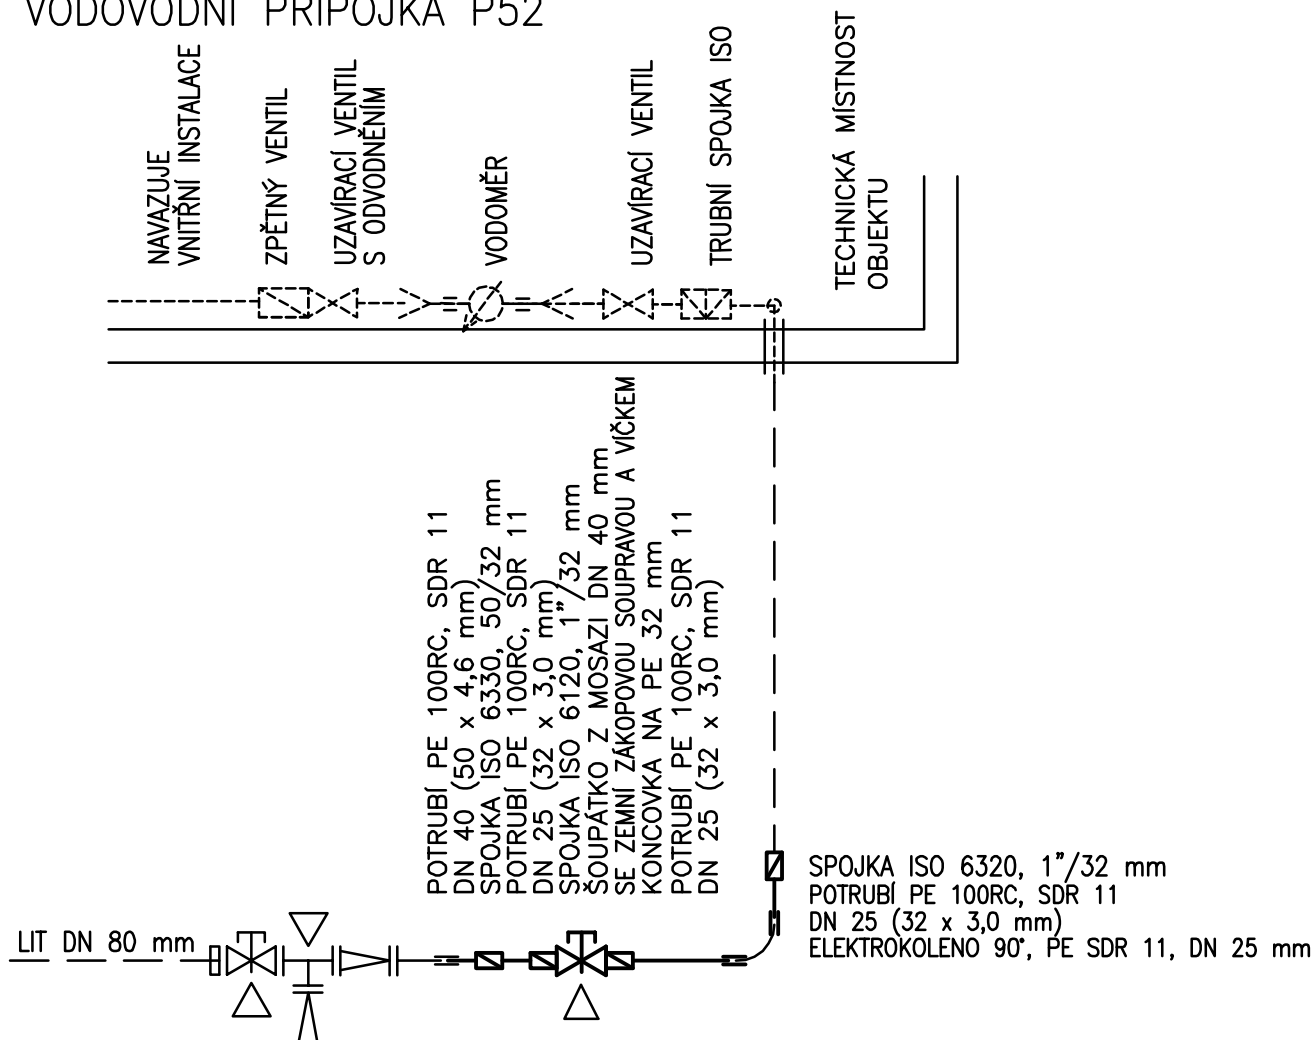 VODOVODNÍ PŘÍPOJKA P52
NAVAZUJE
VNITŘNÍ INSTALACE
ZPĚTNÝ VENTIL
UZAVÍRACÍ VENTIL
S ODVODNĚNÍM
VODOMĚR
UZAVÍRACÍ VENTIL
TRUBNÍ SPOJKA ISO
TECHNICKÁ MÍSTNOST
OBJEKTU
POTRUBÍ PE 100RC, SDR 11
DN 40 (50 x 4,6 mm)
SPOJKA ISO 6330, 50/32 mm
POTRUBÍ PE 100RC, SDR 11
DN 25 (32 x 3,0 mm)
SPOJKA ISO 6120, 1"/32 mm
ŠOUPÁTKO Z MOSAZI DN 40 mm
SE ZEMNÍ ZÁKOPOVOU SOUPRAVOU A VÍČKEM
KONCOVKA NA PE 32 mm
POTRUBÍ PE 100RC, SDR 11
DN 25 (32 x 3,0 mm)
SPOJKA ISO 6320, 1"/32 mm
POTRUBÍ PE 100RC, SDR 11
DN 25 (32 x 3,0 mm)
ELEKTROKOLENO 90°, PE SDR 11, DN 25 mm
LIT DN 80 mm